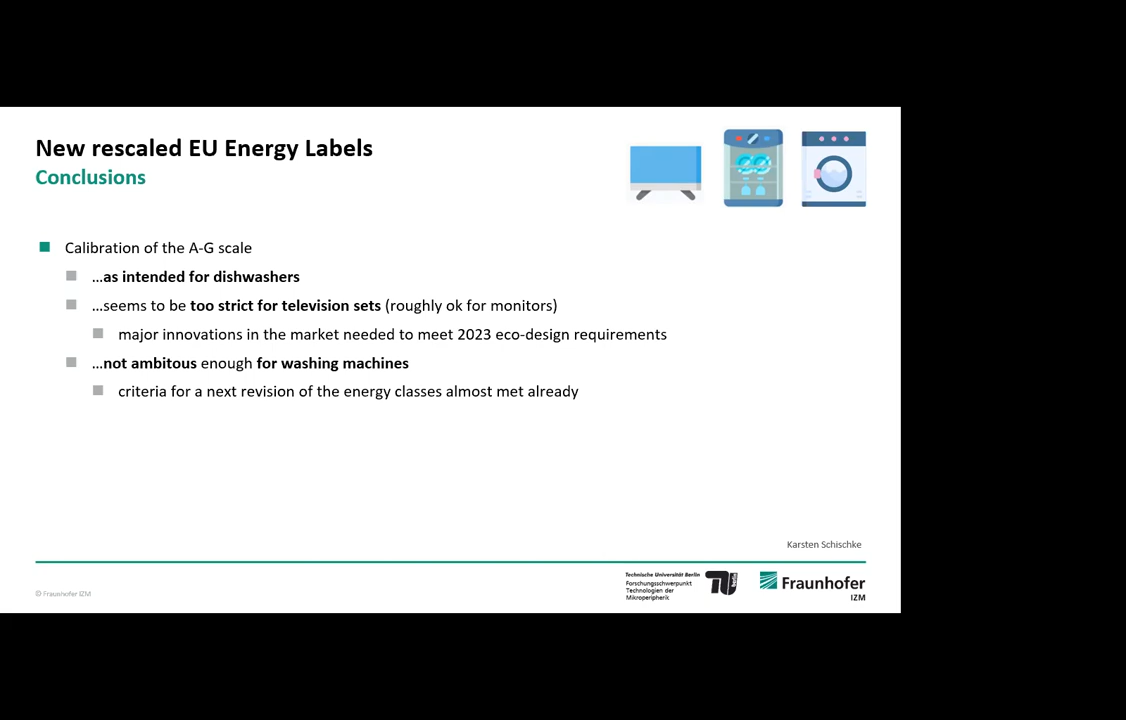 New rescaled EU Energy Labels
Conclusions
Calibration of the A-G scale
...as intended for dishwashers
...seems to be too strict for television sets (roughly ok for monitors)
major innovations in the market needed to meet 2023 eco-design requirements
...not ambitous enough for washing machines
criteria for a next revision of the energy classes almost met already
Karsten Schischke
© Fraunhofer IZM
Technische Universität Berlin
Forschungsschwerpunkt
Technologien der
Mikroperipherik
berlin
Fraunhofer
IZM